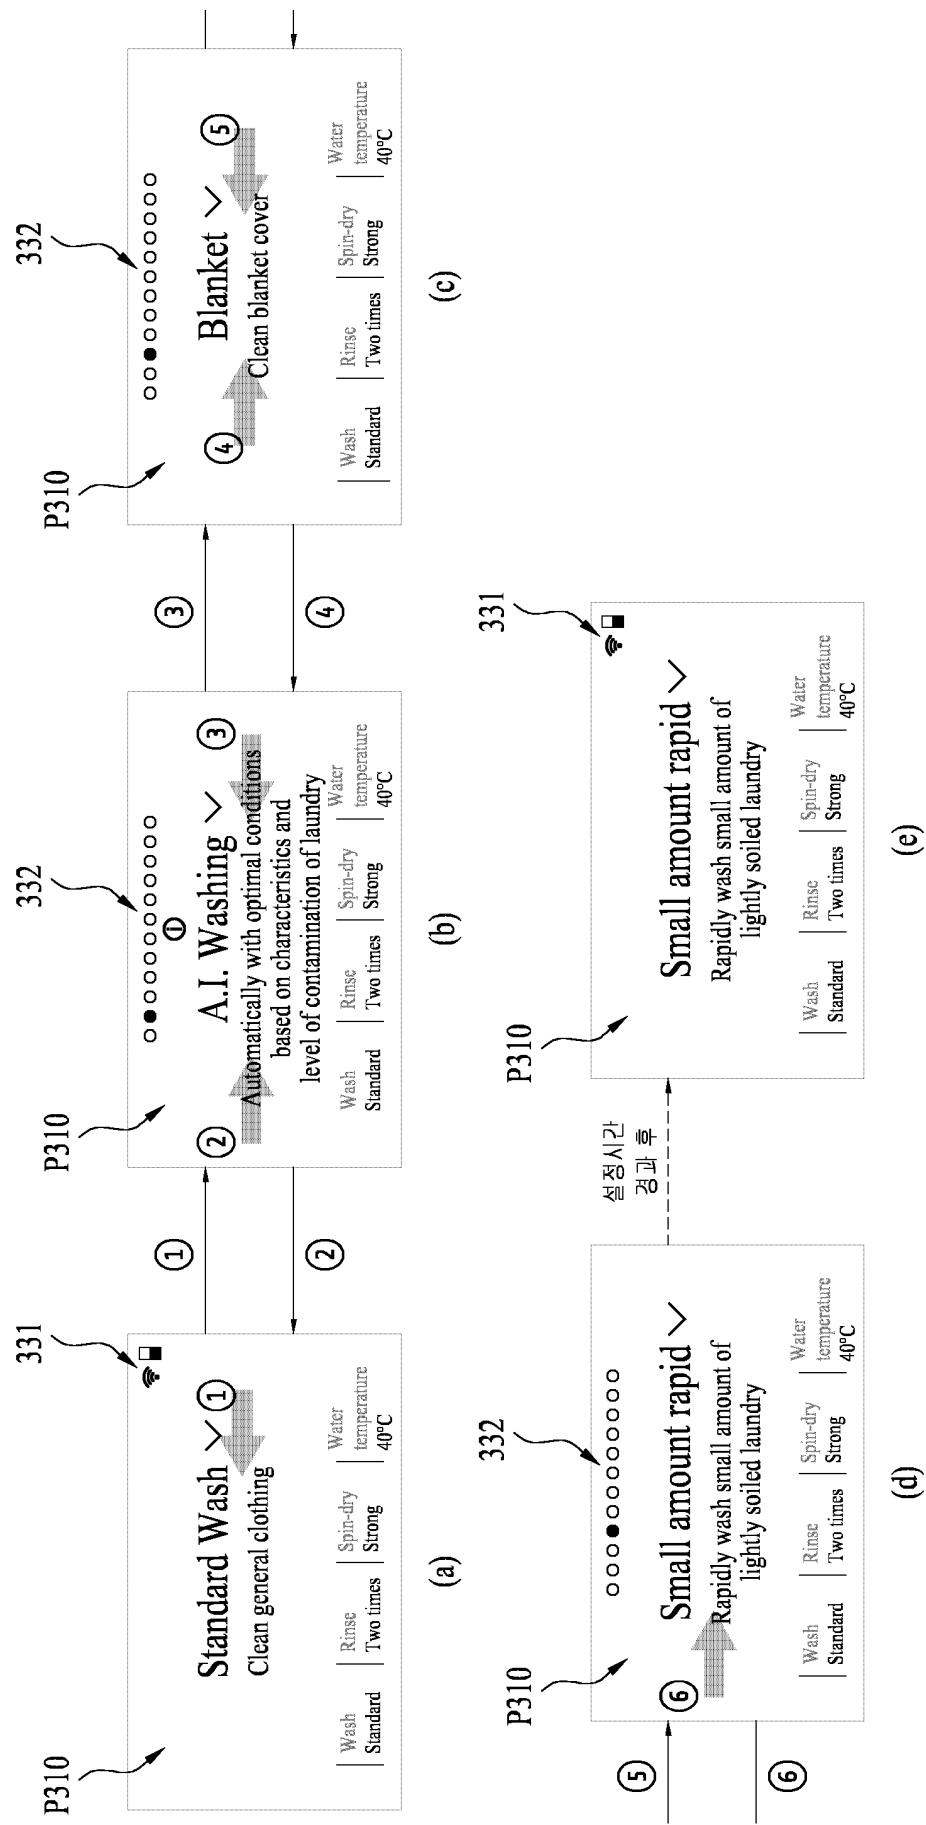 P310
331
Standard Wash
①
Clean general clothing
Wash
Standard
Rinse
Two times
Spin-dry
Strong
Water
temperature
40ºC
(a)
①
②
P310
332
i
A.I. Washing
②
③
Automatically with optimal conditions
based on characteristics and
level of contamination of laundry
Wash
Standard
Rinse
Two times
Spin-dry
Strong
Water
temperature
40ºC
(b)
③
④
P310
332
Blanket
④
⑤
Clean blanket cover
Wash
Standard
Rinse
Two times
Spin-dry
Strong
Water
temperature
40ºC
(c)
⑤
⑥
P310
332
Small amount rapid
⑥
Rapidly wash small amount of
lightly soiled laundry
Wash
Standard
Rinse
Two times
Spin-dry
Strong
Water
temperature
40ºC
(d)
설정시간
경과 후
P310
331
Small amount rapid
Rapidly wash small amount of
lightly soiled laundry
Wash
Standard
Rinse
Two times
Spin-dry
Strong
Water
temperature
40ºC
(e)